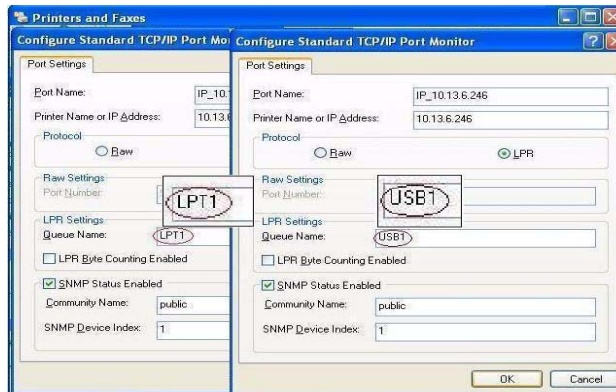 Printers and Faxes
Configure Standard TCP/IP Port Mo
Port Settings
Port Name: IP_10.1
Printer Name or IP Address: 10.13.6
Protocol
Raw
Raw Settings
Port Number:
LPT1
LPR Settings
Queue Name: LPT1
LPR Byte Counting Enabled
SNMP Status Enabled
Community Name: public
SNMP Device Index: 1
Configure Standard TCP/IP Port Monitor
Port Settings
Port Name: IP_10.13.6.246
Printer Name or IP Address: 10.13.6.246
Protocol
Raw LPR
Raw Settings
Port Number:
USB1
LPR Settings
Queue Name: USB1
LPR Byte Counting Enabled
SNMP Status Enabled
Community Name: public
SNMP Device Index: 1
OK Cancel